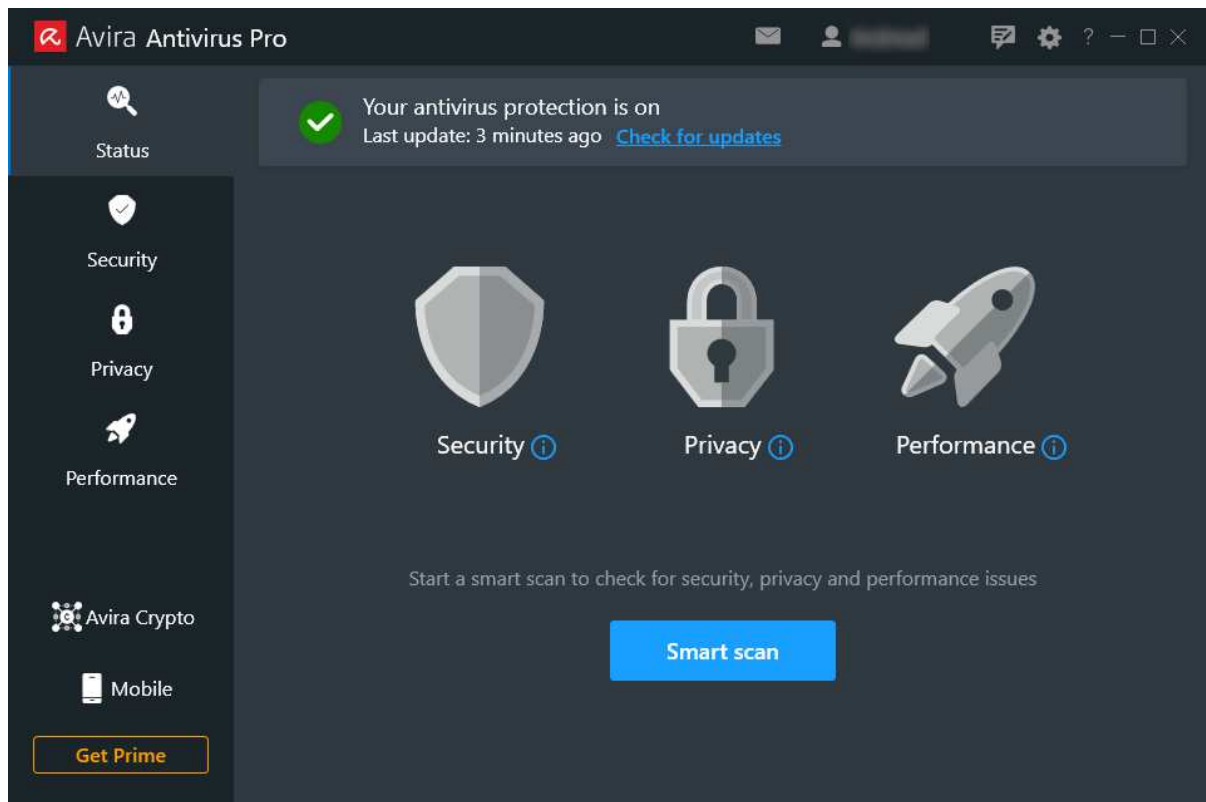 Avira Antivirus Pro
?
Status
Security
Privacy
Performance
Avira Crypto
Mobile
Get Prime
Your antivirus protection is on
Last update: 3 minutes ago Check for updates
Security
Privacy
Performance
Start a smart scan to check for security, privacy and performance issues
Smart scan